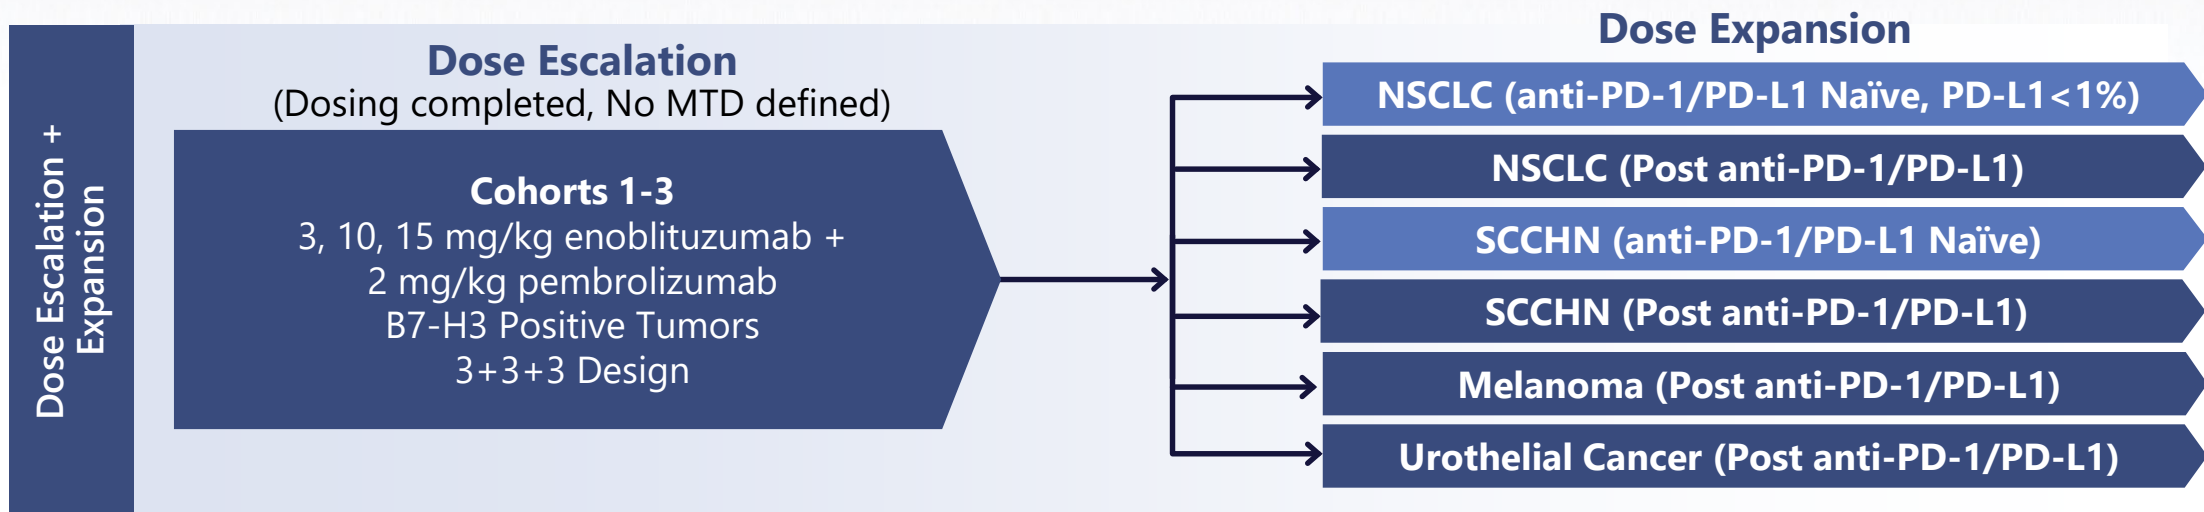 Dose Escalation +
Expansion
Dose Escalation
(Dosing completed, No MTD defined)
Cohorts 1-3
3, 10, 15 mg/kg enoblituzumab +
2 mg/kg pembrolizumab
B7-H3 Positive Tumors
3+3+3 Design
Dose Expansion
NSCLC (anti-PD-1/PD-L1 Naïve, PD-L1<1%)
NSCLC (Post anti-PD-1/PD-L1)
SCCHN (anti-PD-1/PD-L1 Naïve)
SCCHN (Post anti-PD-1/PD-L1)
Melanoma (Post anti-PD-1/PD-L1)
Urothelial Cancer (Post anti-PD-1/PD-L1)